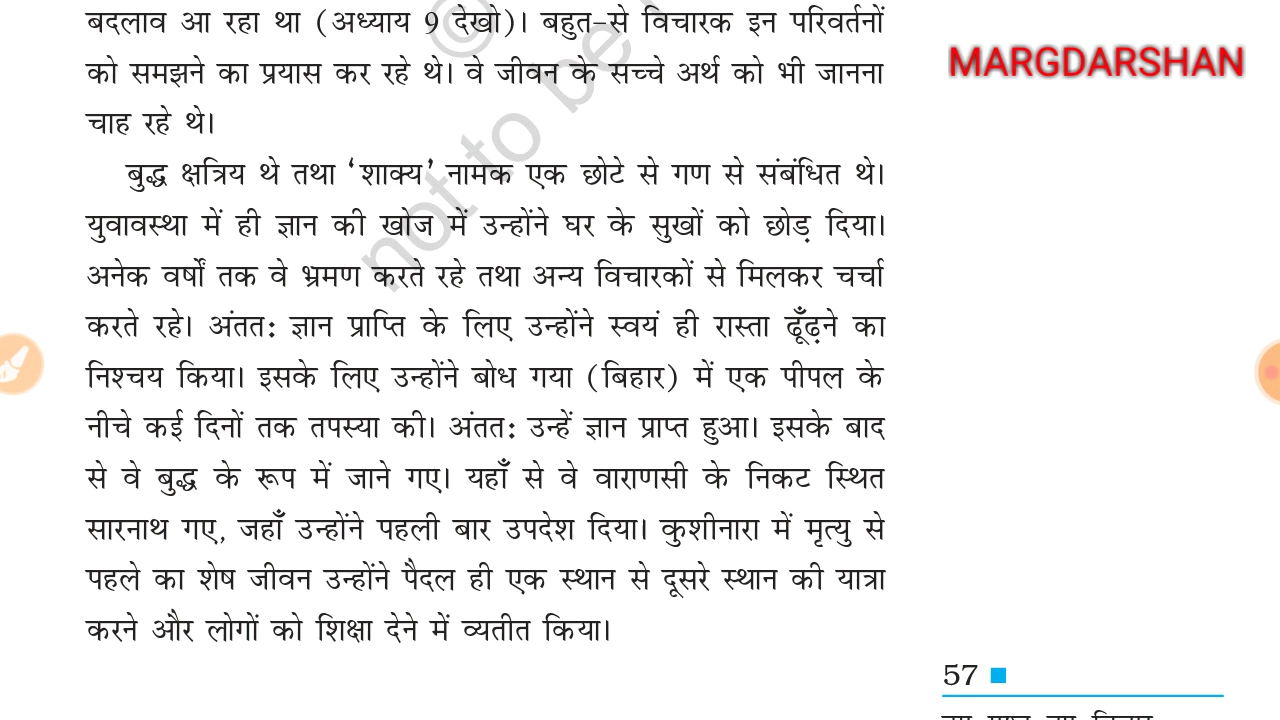 बदलाव आ रहा था (अध्याय 9 देखो)। बहुत-से विचारक इन परिवर्तनों
MARGDARSHAN
को समझने का प्रयास कर रहे थे। वे जीवन के सच्चे अर्थ को भी जानना
चाह रहे थे।
बुद्ध क्षत्रिय थे तथा ‘शाक्य’ नामक एक छोटे से गण से संबंधित थे।
युवावस्था में ही ज्ञान की खोज में उन्होंने घर के सुखों को छोड़ दिया।
अनेक वर्षों तक वे भ्रमण करते रहे तथा अन्य विचारकों से मिलकर चर्चा
करते रहे। अंतत: ज्ञान प्राप्ति के लिए उन्होंने स्वयं ही रास्ता ढूँढ़ने का
निश्चय किया। इसके लिए उन्होंने बोध गया (बिहार) में एक पीपल के
नीचे कई दिनों तक तपस्या की। अंतत: उन्हें ज्ञान प्राप्त हुआ। इसके बाद
से वे बुद्ध के रूप में जाने गए। यहाँ से वे वाराणसी के निकट स्थित
सारनाथ गए, जहाँ उन्होंने पहली बार उपदेश दिया। कुशीनारा में मृत्यु से
पहले का शेष जीवन उन्होंने पैदल ही एक स्थान से दूसरे स्थान की यात्रा
करने और लोगों को शिक्षा देने में व्यतीत किया।
©
not to be
57